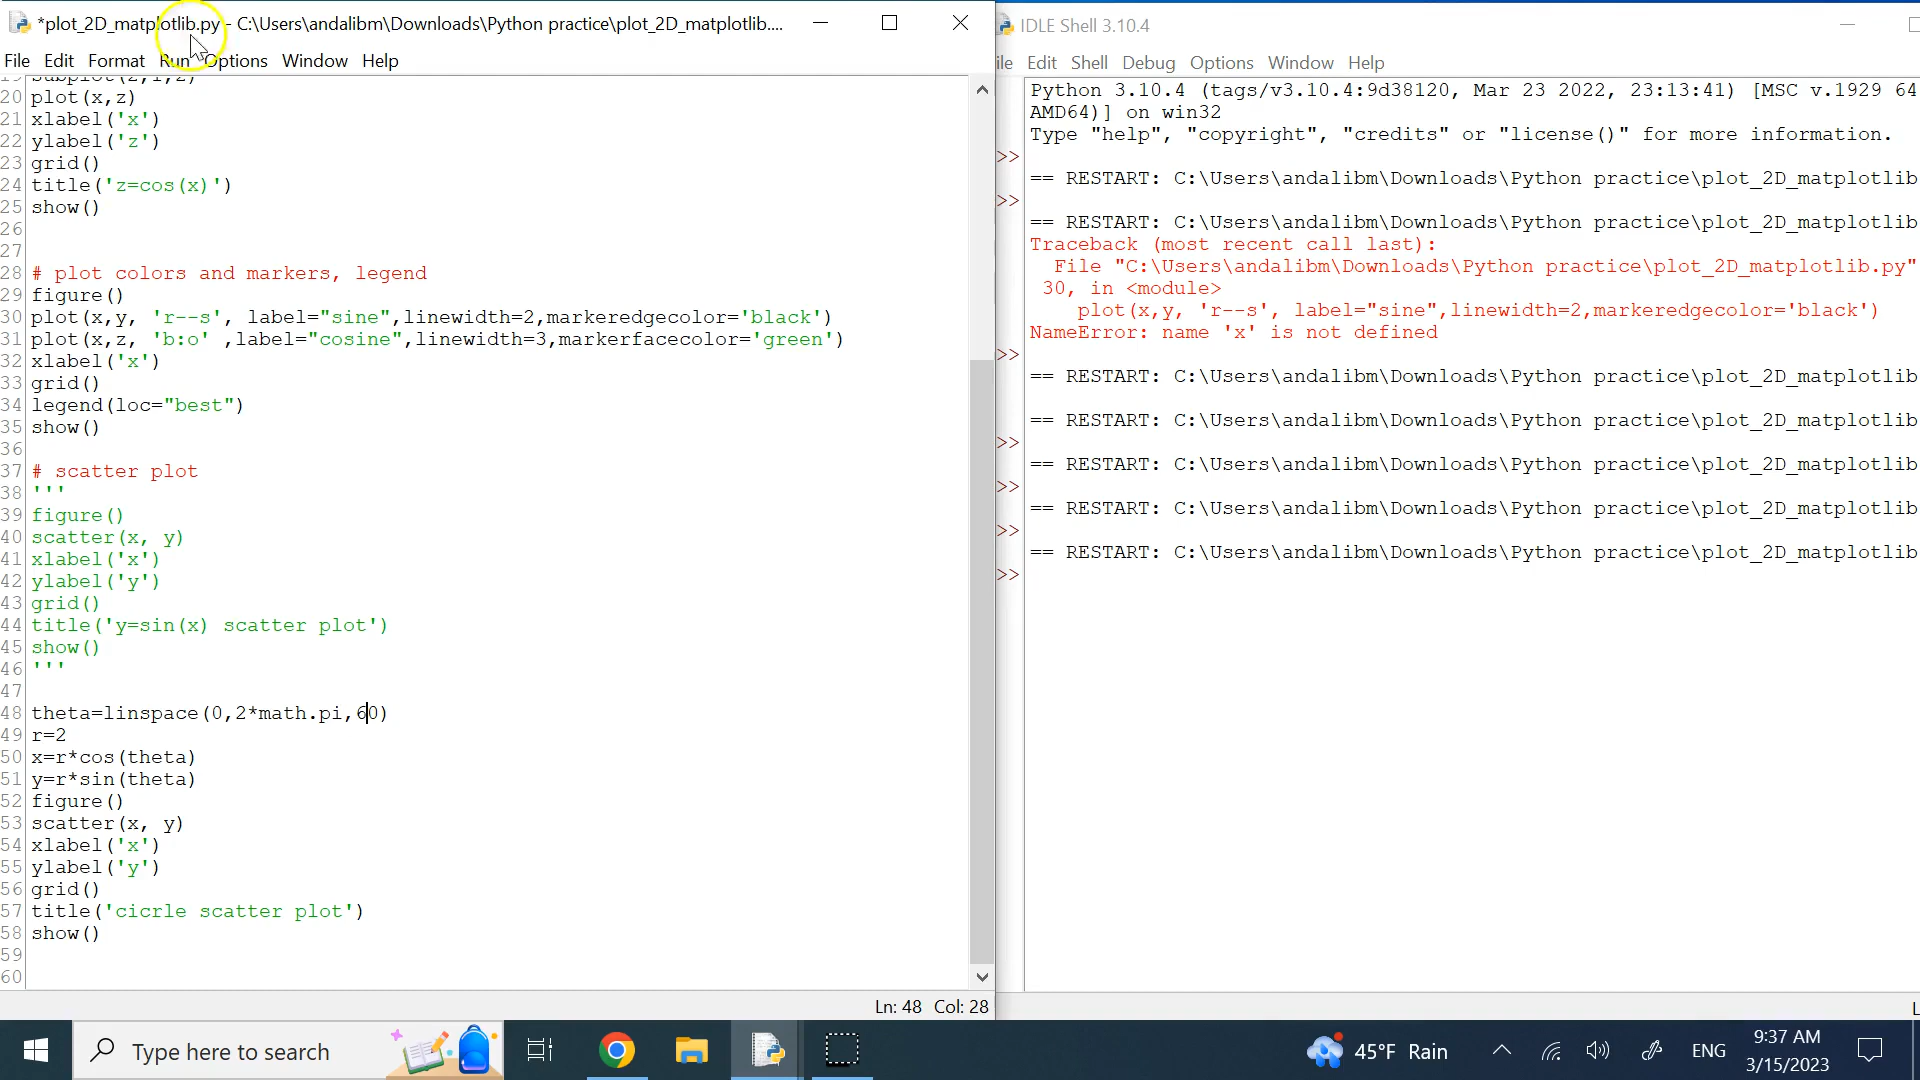 *plot_2D_matplotlib.py - C:\Users\andalibm\Downloads\Python practice\plot_2D_matplotlib....
File Edit Format Run Options Window Help
19 subplot(2,1,2)
20 plot(x,z)
21 xlabel('x')
22 ylabel('z')
23 grid()
24 title('z=cos(x)')
25 show()
26
27
28 # plot colors and markers, legend
29 figure()
30 plot(x,y, 'r--s', label="sine",linewidth=2,markeredgecolor='black')
31 plot(x,z, 'b:o' ,label="cosine",linewidth=3,markerfacecolor='green')
32 xlabel('x')
33 grid()
34 legend(loc="best")
35 show()
36
37 # scatter plot
38 '''
39 figure()
40 scatter(x, y)
41 xlabel('x')
42 ylabel('y')
43 grid()
44 title('y=sin(x) scatter plot')
45 show()
46 '''
47
48 theta=linspace(0,2*math.pi,60)
49 r=2
50 x=r*cos(theta)
51 y=r*sin(theta)
52 figure()
53 scatter(x, y)
54 xlabel('x')
55 ylabel('y')
56 grid()
57 title('cicrle scatter plot')
58 show()
59
60
Ln: 48 Col: 28
IDLE Shell 3.10.4
ile Edit Shell Debug Options Window Help
Python 3.10.4 (tags/v3.10.4:9d38120, Mar 23 2022, 23:13:41) [MSC v.1929 64
AMD64)] on win32
Type "help", "copyright", "credits" or "license()" for more information.
>>
== RESTART: C:\Users\andalibm\Downloads\Python practice\plot_2D_matplotlib
>>
== RESTART: C:\Users\andalibm\Downloads\Python practice\plot_2D_matplotlib
Traceback (most recent call last):
File "C:\Users\andalibm\Downloads\Python practice\plot_2D_matplotlib.py"
30, in <module>
plot(x,y, 'r--s', label="sine",linewidth=2,markeredgecolor='black')
NameError: name 'x' is not defined
>>
== RESTART: C:\Users\andalibm\Downloads\Python practice\plot_2D_matplotlib
== RESTART: C:\Users\andalibm\Downloads\Python practice\plot_2D_matplotlib
>>
== RESTART: C:\Users\andalibm\Downloads\Python practice\plot_2D_matplotlib
>>
== RESTART: C:\Users\andalibm\Downloads\Python practice\plot_2D_matplotlib
>>
== RESTART: C:\Users\andalibm\Downloads\Python practice\plot_2D_matplotlib
>>
Type here to search
45°F Rain
ENG
9:37 AM
3/15/2023